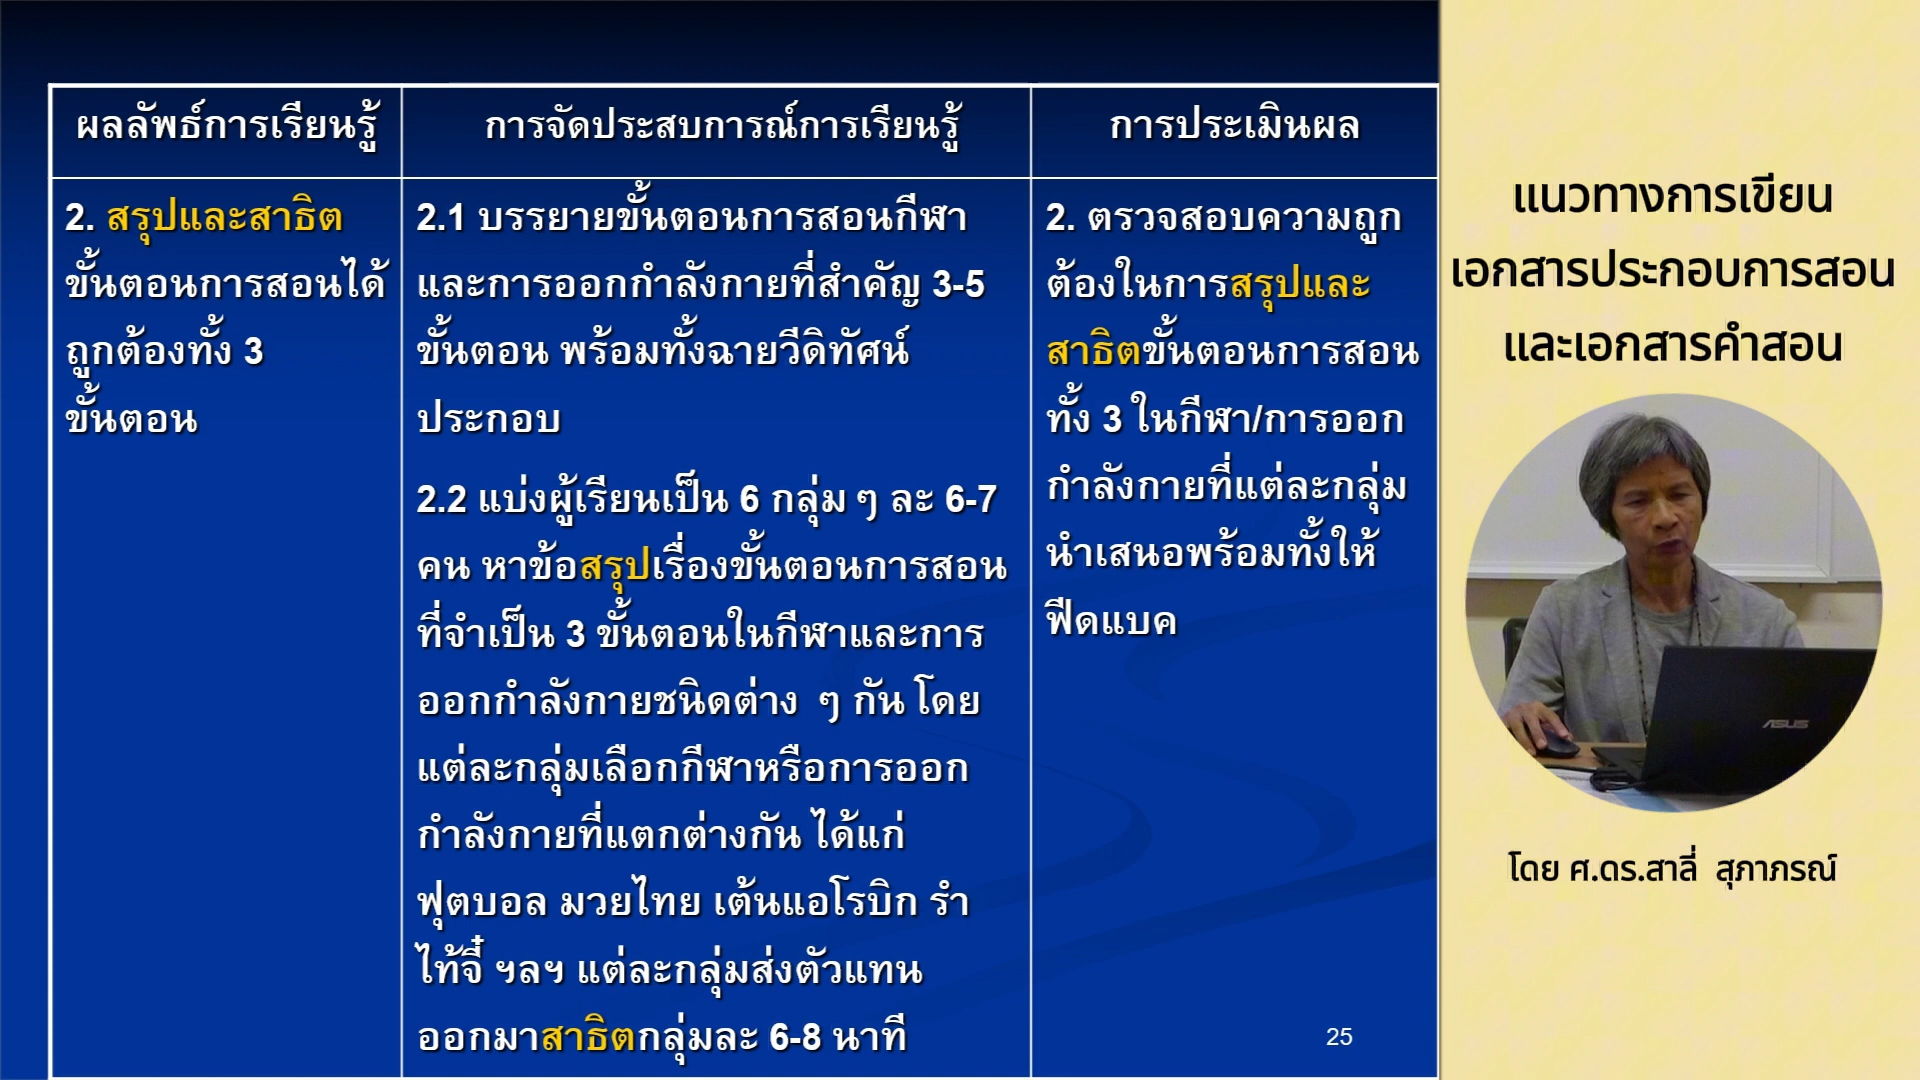 ผลลัพธ์การเรียนรู้
การจัดประสบการณ์การเรียนรู้
การประเมินผล
2. สรุปและสาธิต
ขั้นตอนการสอนได้
ถูกต้องทั้ง 3
ขั้นตอน
2.1 บรรยายขั้นตอนการสอนกีฬา
และการออกกำลังกายที่สำคัญ 3-5
ขั้นตอน พร้อมทั้งฉายวีดิทัศน์
ประกอบ
2.2 แบ่งผู้เรียนเป็น 6 กลุ่ม ๆ ละ 6-7
คน หาข้อสรุปเรื่องขั้นตอนการสอน
ที่จำเป็น 3 ขั้นตอนในกีฬาและการ
ออกกำลังกายชนิดต่าง ๆ กัน โดย
แต่ละกลุ่มเลือกกีฬาหรือการออก
กำลังกายที่แตกต่างกัน ได้แก่
ฟุตบอล มวยไทย เต้นแอโรบิก รำ
ไท้จี๋ ฯลฯ แต่ละกลุ่มส่งตัวแทน
ออกมาสาธิตกลุ่มละ 6-8 นาที
2. ตรวจสอบความถูก
ต้องในการสรุปและ
สาธิตขั้นตอนการสอน
ทั้ง 3 ในกีฬา/การออก
กำลังกายที่แต่ละกลุ่ม
นำเสนอพร้อมทั้งให้
ฟีดแบค
25
แนวทางการเขียน
เอกสารประกอบการสอน
และเอกสารคำสอน
ASUS
โดย ศ.ดร.สาลี่ สุภาภรณ์